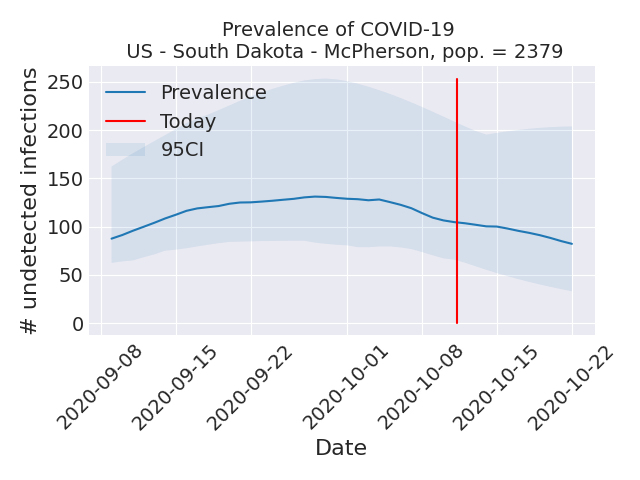 Prevalence of COVID-19
US - South Dakota - McPherson, pop. = 2379
# undetected infections
250
200
150
100
50
0
Prevalence
Today
95CI
2020-09-08
2020-09-15
2020-09-22
2020-10-01
2020-10-08
2020-10-15
2020-10-22
Date